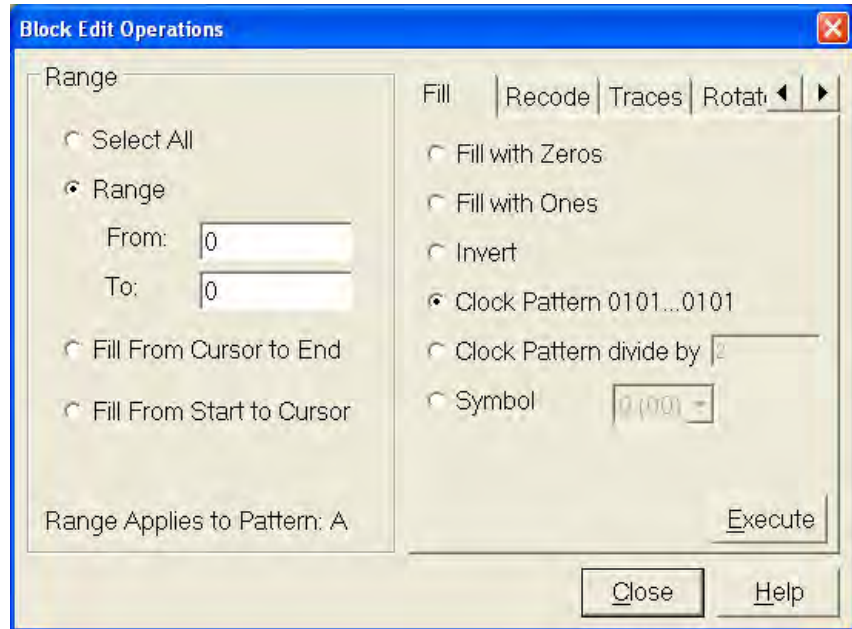 Block Edit Operations
Range
Select All
Range
From: 0
To: 0
Fill From Cursor to End
Fill From Start to Cursor
Range Applies to Pattern: A
Fill Recode Traces Rotat
Fill with Zeros
Fill with Ones
Invert
Clock Pattern 0101...0101
Clock Pattern divide by 2
Symbol 0 (00)
Execute
Close Help